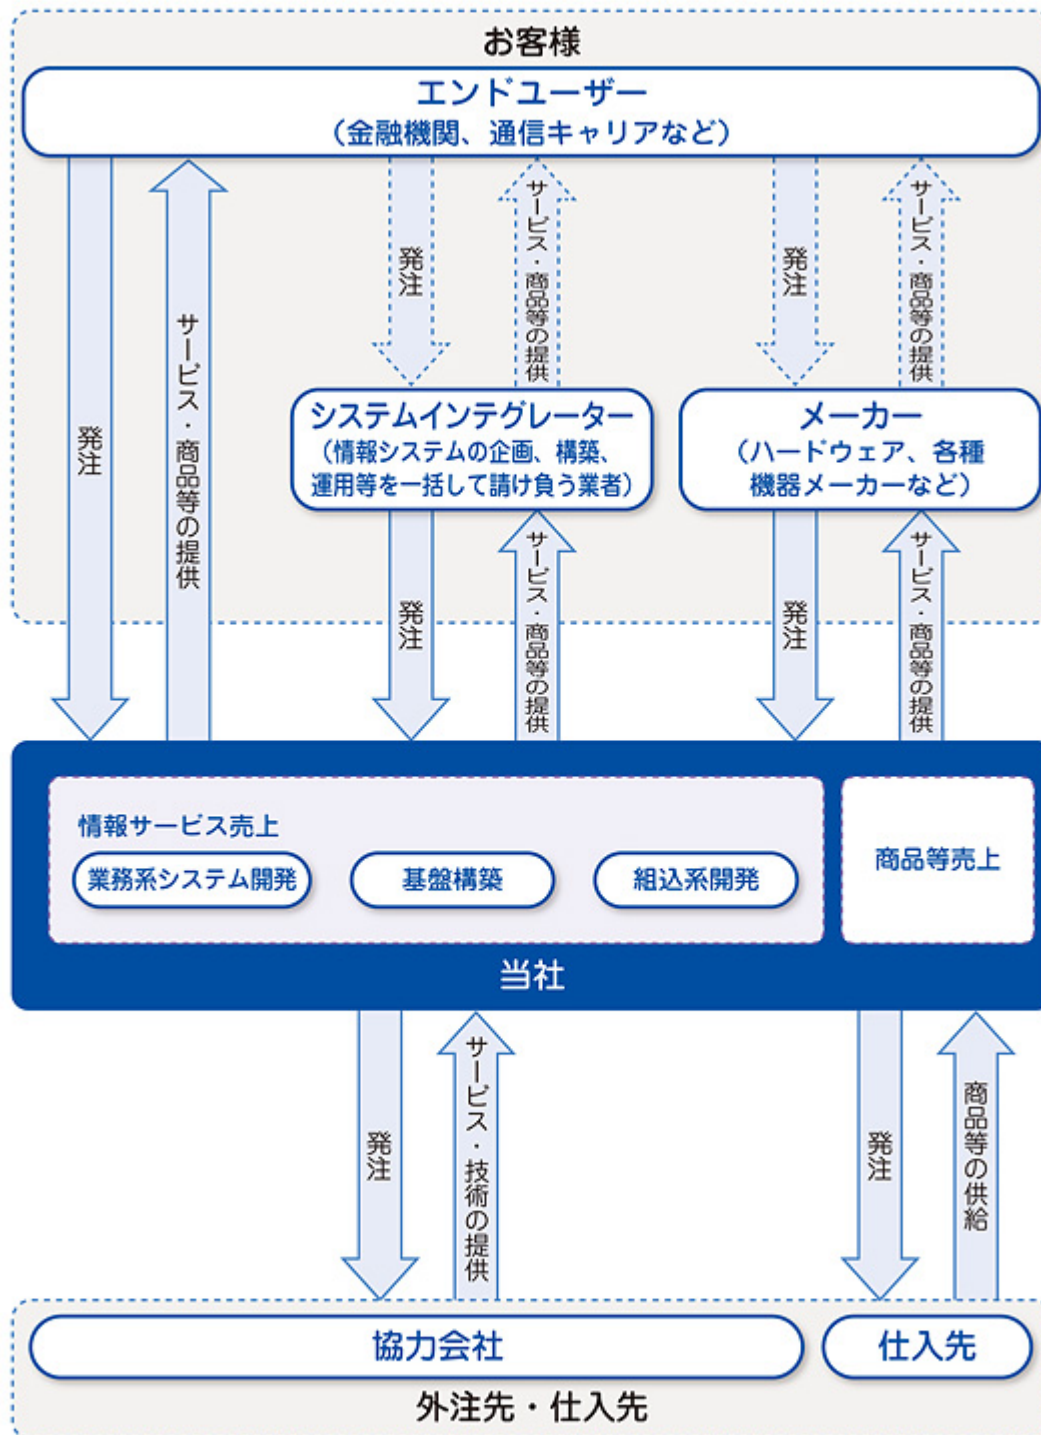 お客様
エンドユーザー
（金融機関、通信キャリアなど）
発注
サービス・商品等の提供
発注
サービス・商品等の提供
発注
サービス・商品等の提供
システムインテグレーター
（情報システムの企画、構築、
運用等を一括して請け負う業者）
メーカー
（ハードウェア、各種
機器メーカーなど）
発注
サービス・商品等の提供
発注
サービス・商品等の提供
情報サービス売上
業務系システム開発
基盤構築
組込系開発
商品等売上
当社
発注
サービス・技術の提供
発注
商品等の供給
協力会社
仕入先
外注先・仕入先